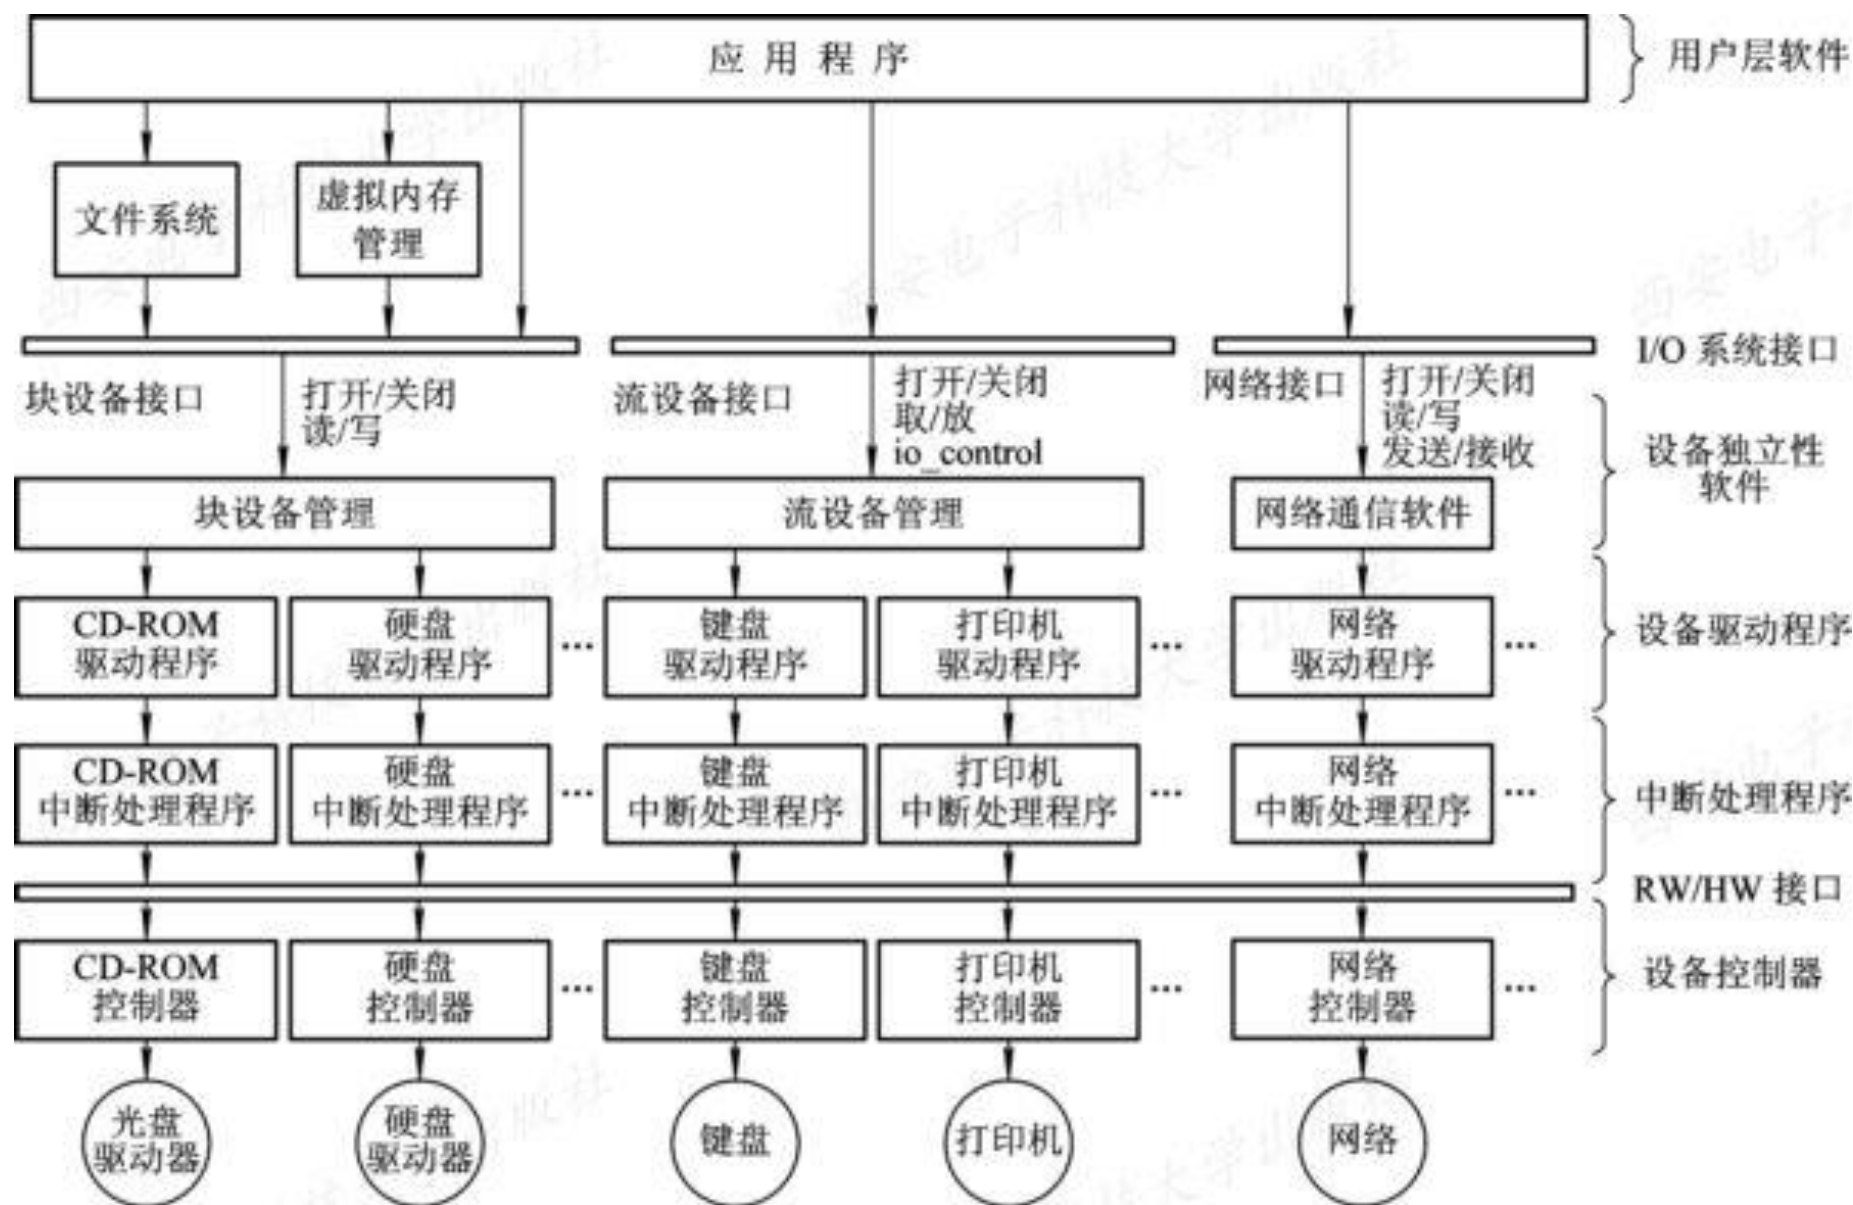 应用程序
用户层软件
文件系统
虚拟内存
管理
I/O 系统接口
块设备接口
打开/关闭
读/写
流设备接口
打开/关闭
取/放
io_control
网络接口
打开/关闭
读/写
发送/接收
设备独立性
软件
块设备管理
流设备管理
网络通信软件
CD-ROM
驱动程序
硬盘
驱动程序
...
键盘
驱动程序
打印机
驱动程序
...
网络
驱动程序
...
设备驱动程序
CD-ROM
中断处理程序
硬盘
中断处理程序
...
键盘
中断处理程序
打印机
中断处理程序
...
网络
中断处理程序
...
中断处理程序
RW/HW 接口
CD-ROM
控制器
硬盘
控制器
...
键盘
控制器
打印机
控制器
...
网络
控制器
...
设备控制器
光盘
驱动器
硬盘
驱动器
键盘
打印机
网络
西安电子科技大学出版社